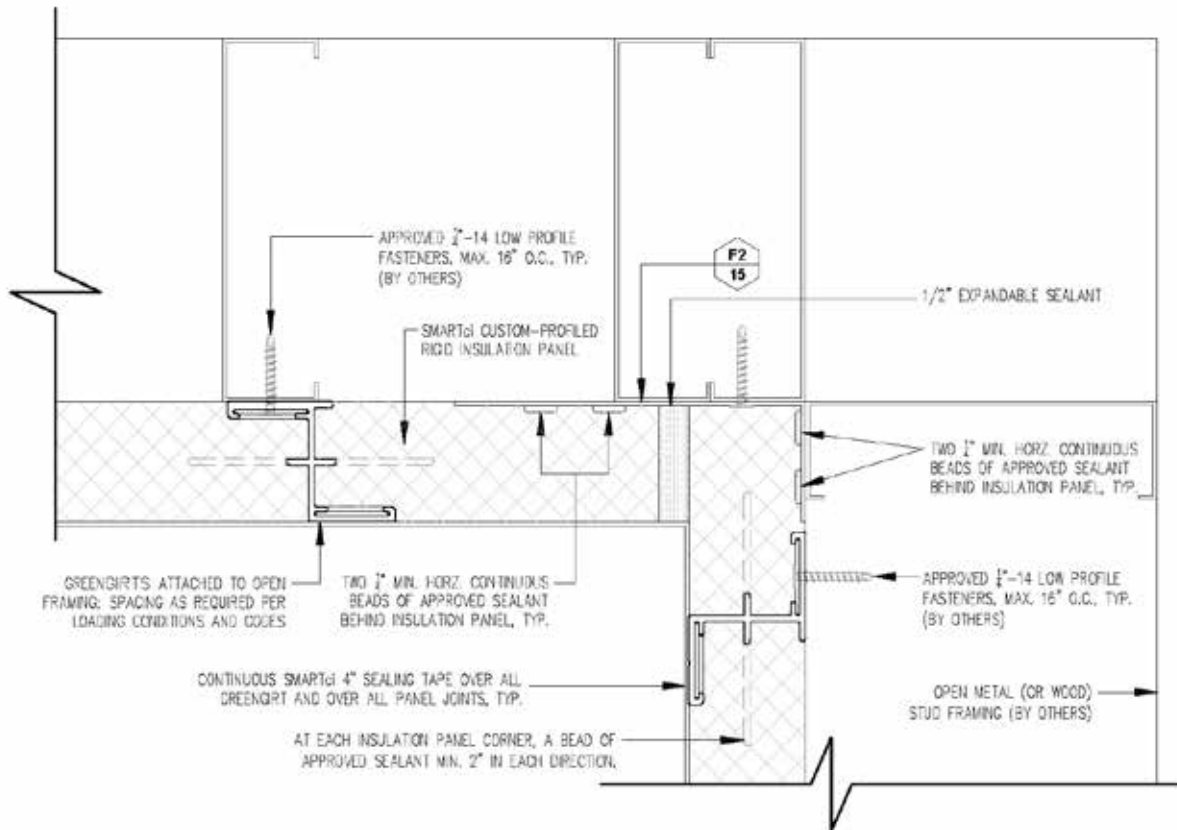 APPROVED ¼"-14 LOW PROFILE
FASTENERS, MAX. 16" O.C., TYP.
(BY OTHERS)
F2
15
1/2" EXPANDABLE SEALANT
SMARTci CUSTOM-PROFILED
RIGID INSULATION PANEL
TWO ¼" MIN. HORZ. CONTINUOUS
BEADS OF APPROVED SEALANT
BEHIND INSULATION PANEL, TYP.
GREENGIRTS ATTACHED TO OPEN
FRAMING; SPACING AS REQUIRED PER
LOADING CONDITIONS AND CODES
TWO ¼" MIN. HORZ. CONTINUOUS
BEADS OF APPROVED SEALANT
BEHIND INSULATION PANEL, TYP.
APPROVED ¼"-14 LOW PROFILE
FASTENERS, MAX. 16" O.C., TYP.
(BY OTHERS)
CONTINUOUS SMARTci 4" SEALING TAPE OVER ALL
GREENGIRT AND OVER ALL PANEL JOINTS, TYP.
OPEN METAL (OR WOOD)
STUD FRAMING (BY OTHERS)
AT EACH INSULATION PANEL CORNER, A BEAD OF
APPROVED SEALANT MIN. 2" IN EACH DIRECTION.